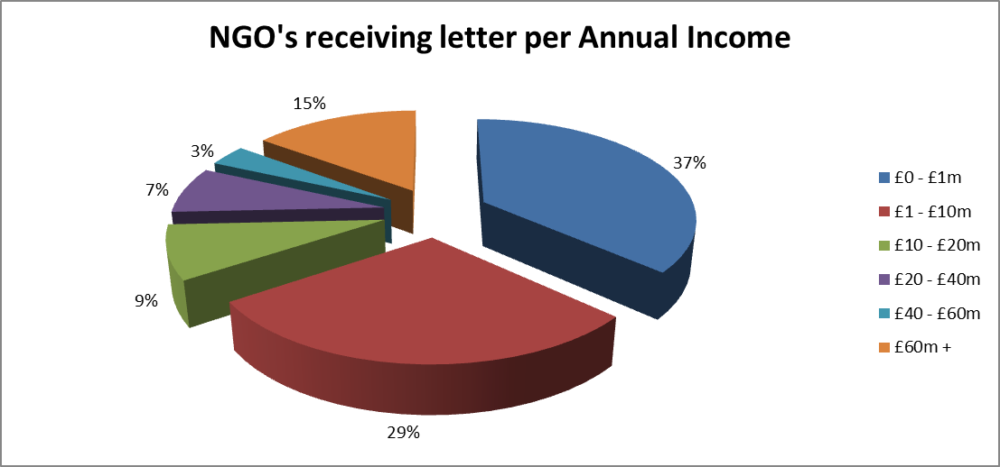 NGO's receiving letter per Annual Income
15%
37%
3%
7%
9%
29%
£0 - £1m
£1 - £10m
£10 - £20m
£20 - £40m
£40 - £60m
£60m +